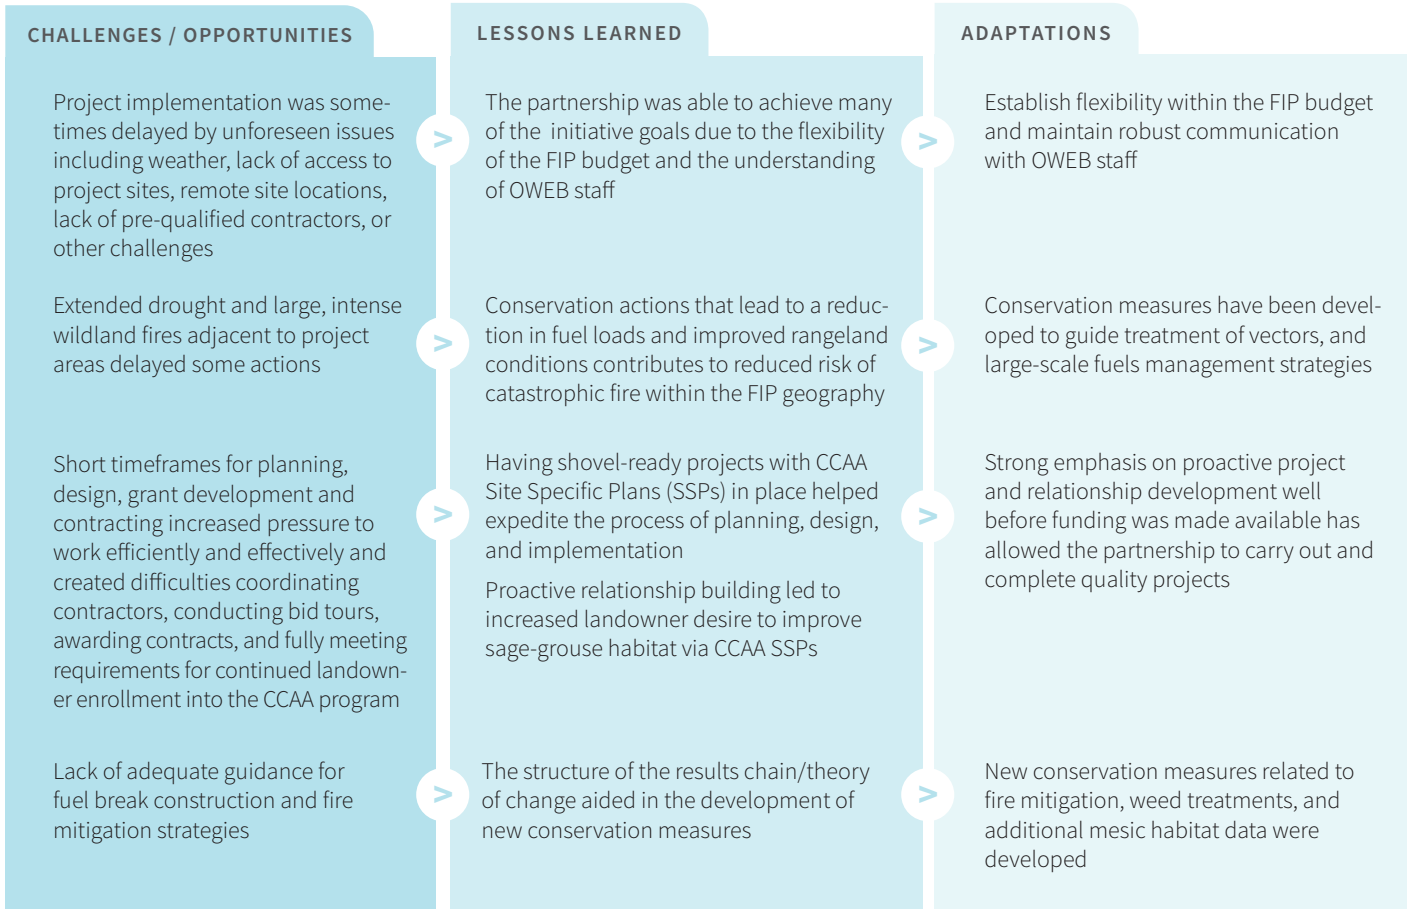 CHALLENGES / OPPORTUNITIES
LESSONS LEARNED
ADAPTATIONS
Project implementation was some-
times delayed by unforeseen issues
including weather, lack of access to
project sites, remote site locations,
lack of pre-qualified contractors, or
other challenges
>
The partnership was able to achieve many
of the initiative goals due to the flexibility
of the FIP budget and the understanding
of OWEB staff
>
Establish flexibility within the FIP budget
and maintain robust communication
with OWEB staff
Extended drought and large, intense
wildland fires adjacent to project
areas delayed some actions
>
Conservation actions that lead to a reduc-
tion in fuel loads and improved rangeland
conditions contributes to reduced risk of
catastrophic fire within the FIP geography
>
Conservation measures have been devel-
oped to guide treatment of vectors, and
large-scale fuels management strategies
Short timeframes for planning,
design, grant development and
contracting increased pressure to
work efficiently and effectively and
created difficulties coordinating
contractors, conducting bid tours,
awarding contracts, and fully meeting
requirements for continued landown-
er enrollment into the CCAA program
>
Having shovel-ready projects with CCAA
Site Specific Plans (SSPs) in place helped
expedite the process of planning, design,
and implementation
Proactive relationship building led to
increased landowner desire to improve
sage-grouse habitat via CCAA SSPs
>
Strong emphasis on proactive project
and relationship development well
before funding was made available has
allowed the partnership to carry out and
complete quality projects
Lack of adequate guidance for
fuel break construction and fire
mitigation strategies
>
The structure of the results chain/theory
of change aided in the development of
new conservation measures
>
New conservation measures related to
fire mitigation, weed treatments, and
additional mesic habitat data were
developed